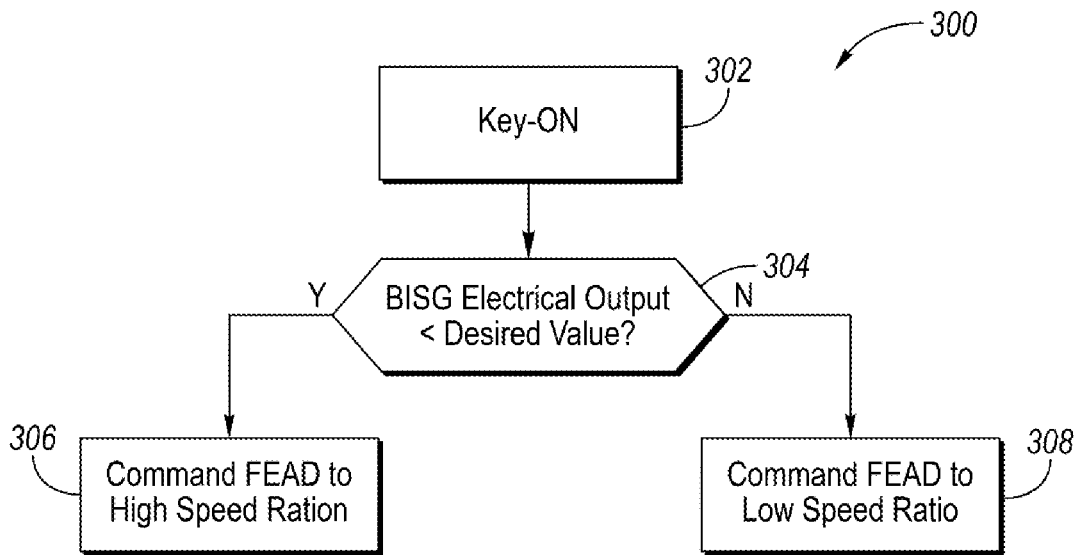 300
302
Key-ON
304
Y
BISG Electrical Output
< Desired Value?
N
306
Command FEAD to
High Speed Ration
Command FEAD to
Low Speed Ratio
308